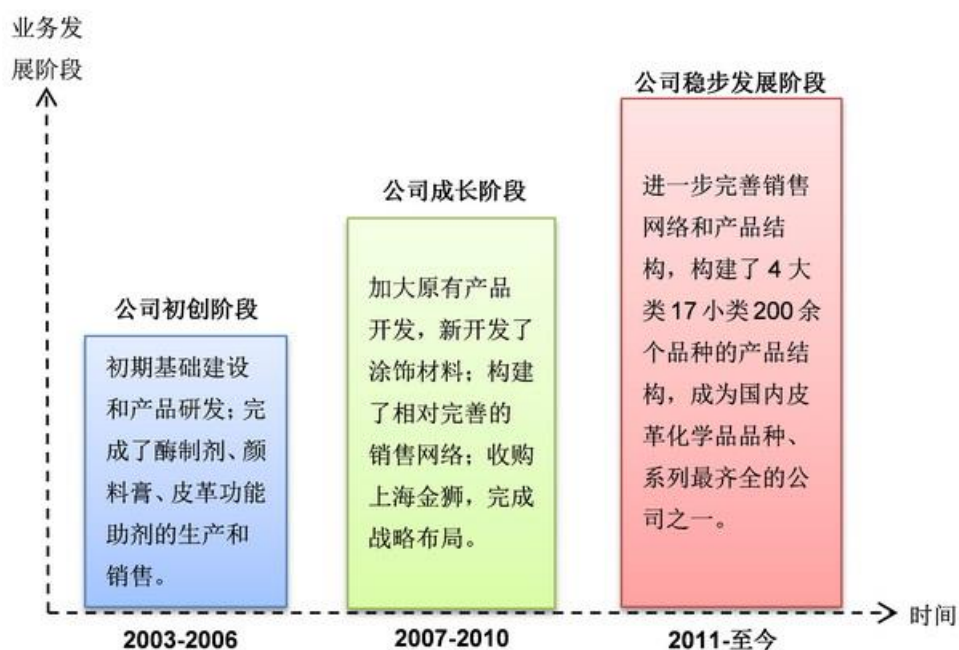 业务发
展阶段
公司初创阶段
初期基础建设
和产品研发；完
成了酶制剂、颜
料膏、皮革功能
助剂的生产和
销售。
2003-2006
公司成长阶段
加大原有产品
开发，新开发了
涂饰材料；构建
了相对完善的
销售网络；收购
上海金狮，完成
战略布局。
2007-2010
公司稳步发展阶段
进一步完善销售
网络和产品结
构，构建了 4 大
类 17 小类 200 余
个品种的产品结
构，成为国内皮
革化学品品种、
系列最齐全的公
司之一。
2011-至今
时间